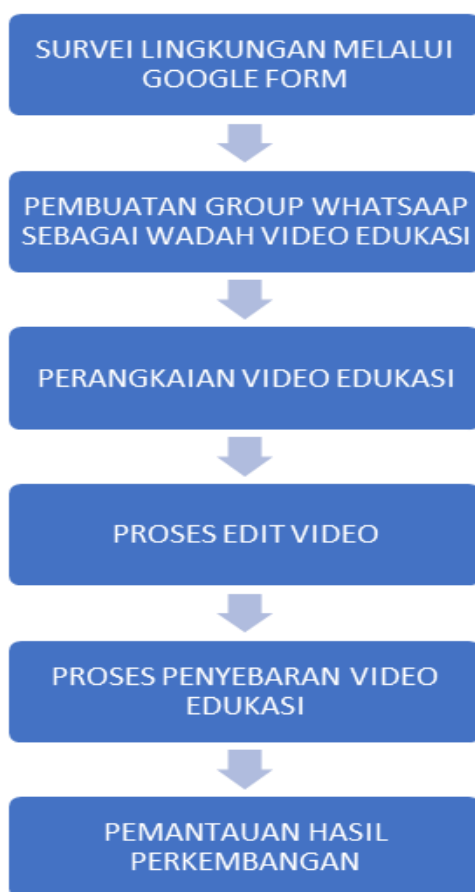 SURVEI LINGKUNGAN MELALUI
GOOGLE FORM
PEMBUATAN GROUP WHATSAAP
SEBAGAI WADAH VIDEO EDUKASI
PERANGKAIAN VIDEO EDUKASI
PROSES EDIT VIDEO
PROSES PENYEBARAN VIDEO
EDUKASI
PEMANTAUAN HASIL
PERKEMBANGAN